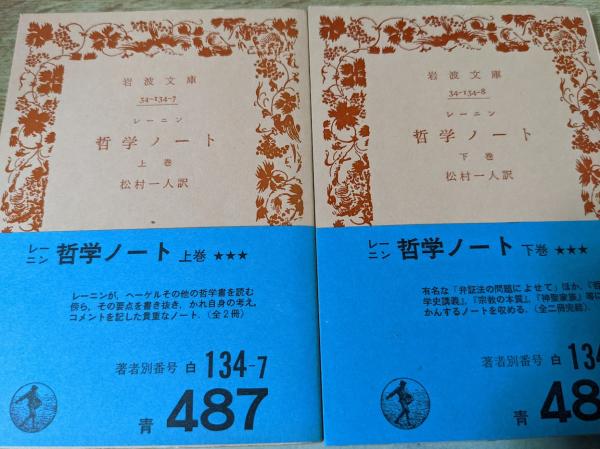 岩波文庫
34-134-7
レーニン
哲学ノート
上巻
松村一人訳
レーニン 哲学ノート 上巻 ★★★
レーニンが、ヘーゲルその他の哲学書を読む
傍ら、その要点を書き抜き、かれ自身の考え、
コメントを記した貴重なノート。(全2冊)
著者別番号 白 134-7
青 487
岩波文庫
34-134-8
レーニン
哲学ノート
下巻
松村一人訳
レーニン 哲学ノート 下巻 ★★★
有名な「弁証法の問題によせて」ほか、『哲
学史講義』、『宗教の本質』、『神聖家族』等に
かんするノートを収める。(全二冊完結)
著者別番号 白 134
青 48